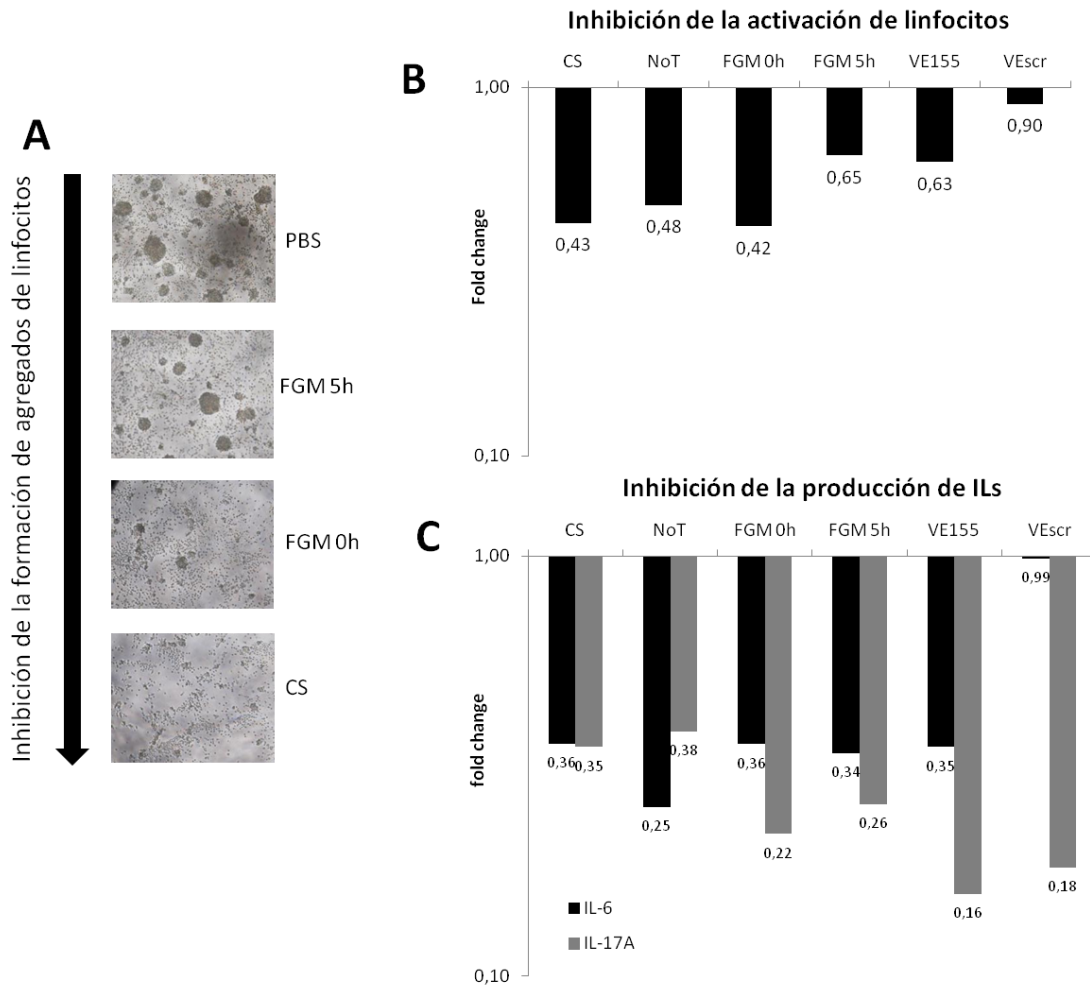 A
Inhibición de la formación de agregados de linfocitos
PBS
FGM 5h
FGM 0h
CS
Inhibición de la activación de linfocitos
B
CS NoT FGM 0h FGM 5h VE155 VEscr
1,00
0,90
0,65
0,63
0,43 0,48 0,42
Fold change
0,10
Inhibición de la producción de ILs
C
CS NoT FGM 0h FGM 5h VE155 VEscr
1,00
0,99
fold change
0,36 0,35 0,38 0,36 0,34 0,35
0,25 0,22 0,26
0,16 0,18
IL-6
IL-17A
0,10